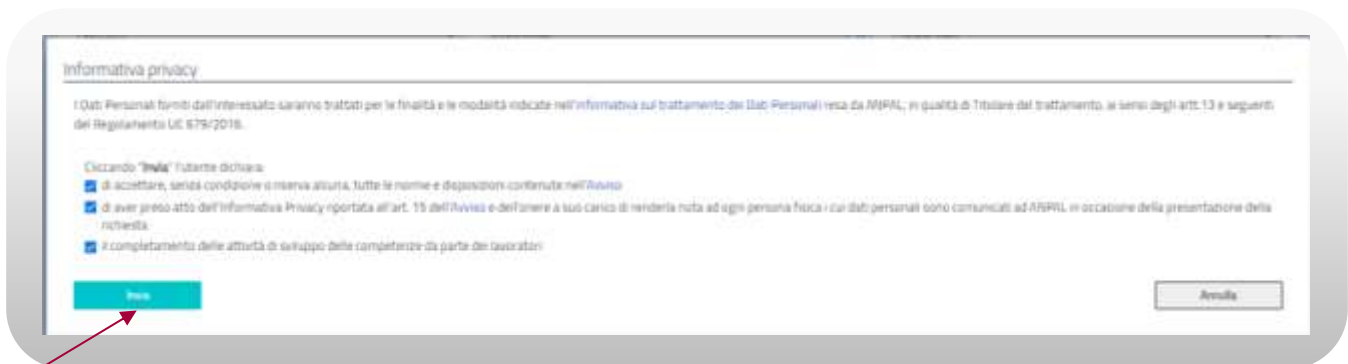 Informativa privacy
I Dati Personali forniti dall'interessato saranno trattati per le finalità e le modalità indicate nell'informativa sul trattamento dei Dati Personali resa da ANPAL, in qualità di Titolare del trattamento, ai sensi degli artt.13 e seguenti
del Regolamento UE 679/2016.
Cliccando "Invia" l'utente dichiara:
di accettare, senza condizione o riserva alcuna, tutte le norme e disposizioni contenute nell'Avviso
di aver preso atto dell'Informativa Privacy riportata all'art. 15 dell'Avviso e dell'onere a suo carico di renderla nota ad ogni persona fisica i cui dati personali sono comunicati ad ANPAL in occasione della presentazione della
richiesta
il completamento delle attività di sviluppo delle competenze da parte dei lavoratori
Invia
Annulla